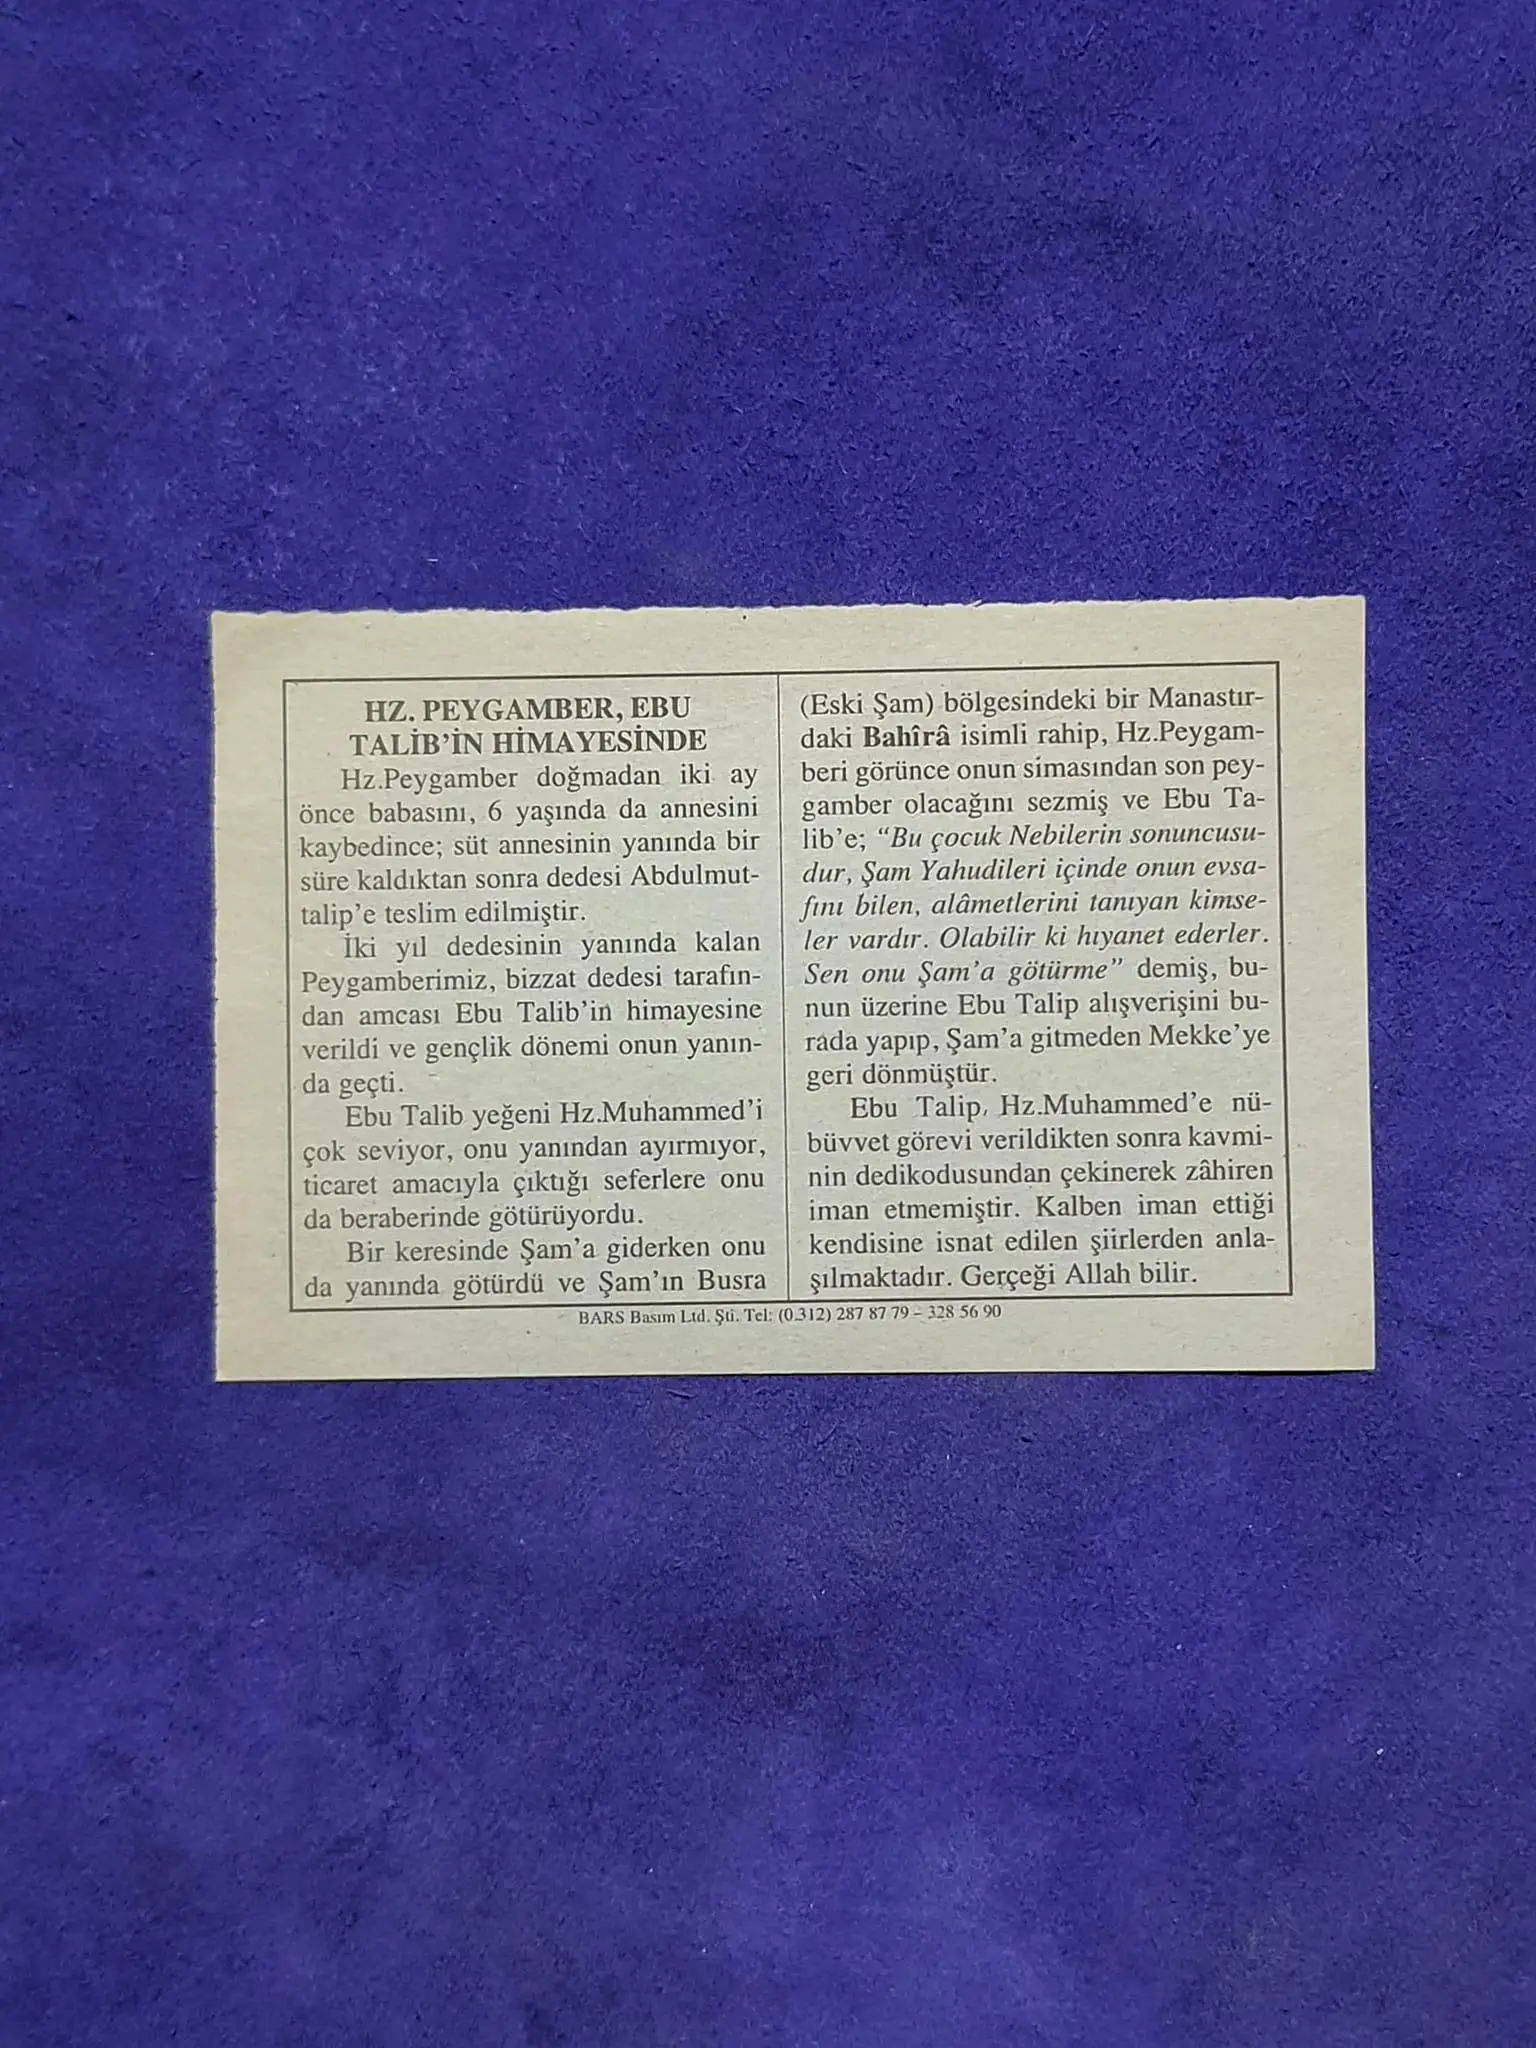 HZ. PEYGAMBER, EBU
TALİB'İN HİMAYESİNDE
Hz.Peygamber doğmadan iki ay
önce babasını, 6 yaşında da annesini
kaybedince; süt annesinin yanında bir
süre kaldıktan sonra dedesi Abdulmut-
talip'e teslim edilmiştir.
İki yıl dedesinin yanında kalan
Peygamberimiz, bizzat dedesi tarafın-
dan amcası Ebu Talib'in himayesine
verildi ve gençlik dönemi onun yanın-
da geçti.
Ebu Talib yeğeni Hz.Muhammed'i
çok seviyor, onu yanından ayırmıyor,
ticaret amacıyla çıktığı seferlere onu
da beraberinde götürüyordu.
Bir keresinde Şam'a giderken onu
da yanında götürdü ve Şam'ın Busra
(Eski Şam) bölgesindeki bir Manastır-
daki Bahîrâ isimli rahip, Hz.Peygam-
beri görünce onun simasından son pey-
gamber olacağını sezmiş ve Ebu Ta-
lib'e; "Bu çocuk Nebilerin sonuncusu-
dur, Şam Yahudileri içinde onun evsa-
fını bilen, alâmetlerini tanıyan kimse-
ler vardır. Olabilir ki hıyanet ederler.
Sen onu Şam'a götürme" demiş, bu-
nun üzerine Ebu Talip alışverişini bu-
rada yapıp, Şam'a gitmeden Mekke'ye
geri dönmüştür.
Ebu Talip, Hz.Muhammed'e nü-
büvvet görevi verildikten sonra kavmi-
nin dedikodusundan çekinerek zâhiren
iman etmemiştir. Kalben iman ettiği
kendisine isnat edilen şiirlerden anla-
şılmaktadır. Gerçeği Allah bilir.
BARS Basım Ltd. Şti. Tel: (0.312) 287 87 79 – 328 56 90